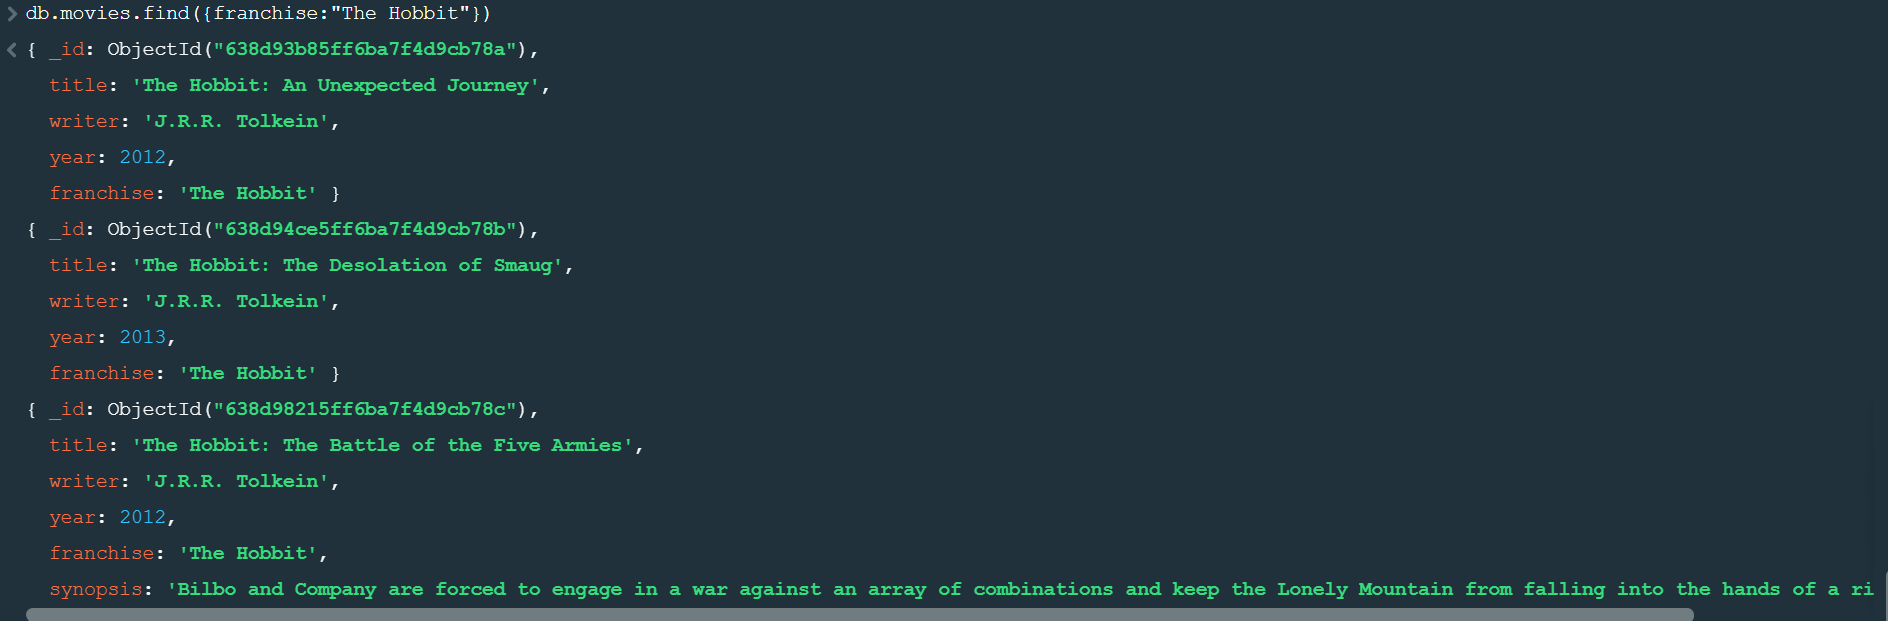 > db.movies.find({franchise:"The Hobbit"})
< { _id: ObjectId("638d93b85ff6ba7f4d9cb78a"),
title: 'The Hobbit: An Unexpected Journey',
writer: 'J.R.R. Tolkein',
year: 2012,
franchise: 'The Hobbit' }
{ _id: ObjectId("638d94ce5ff6ba7f4d9cb78b"),
title: 'The Hobbit: The Desolation of Smaug',
writer: 'J.R.R. Tolkein',
year: 2013,
franchise: 'The Hobbit' }
{ _id: ObjectId("638d98215ff6ba7f4d9cb78c"),
title: 'The Hobbit: The Battle of the Five Armies',
writer: 'J.R.R. Tolkein',
year: 2012,
franchise: 'The Hobbit',
synopsis: 'Bilbo and Company are forced to engage in a war against an array of combinations and keep the Lonely Mountain from falling into the hands of a ri